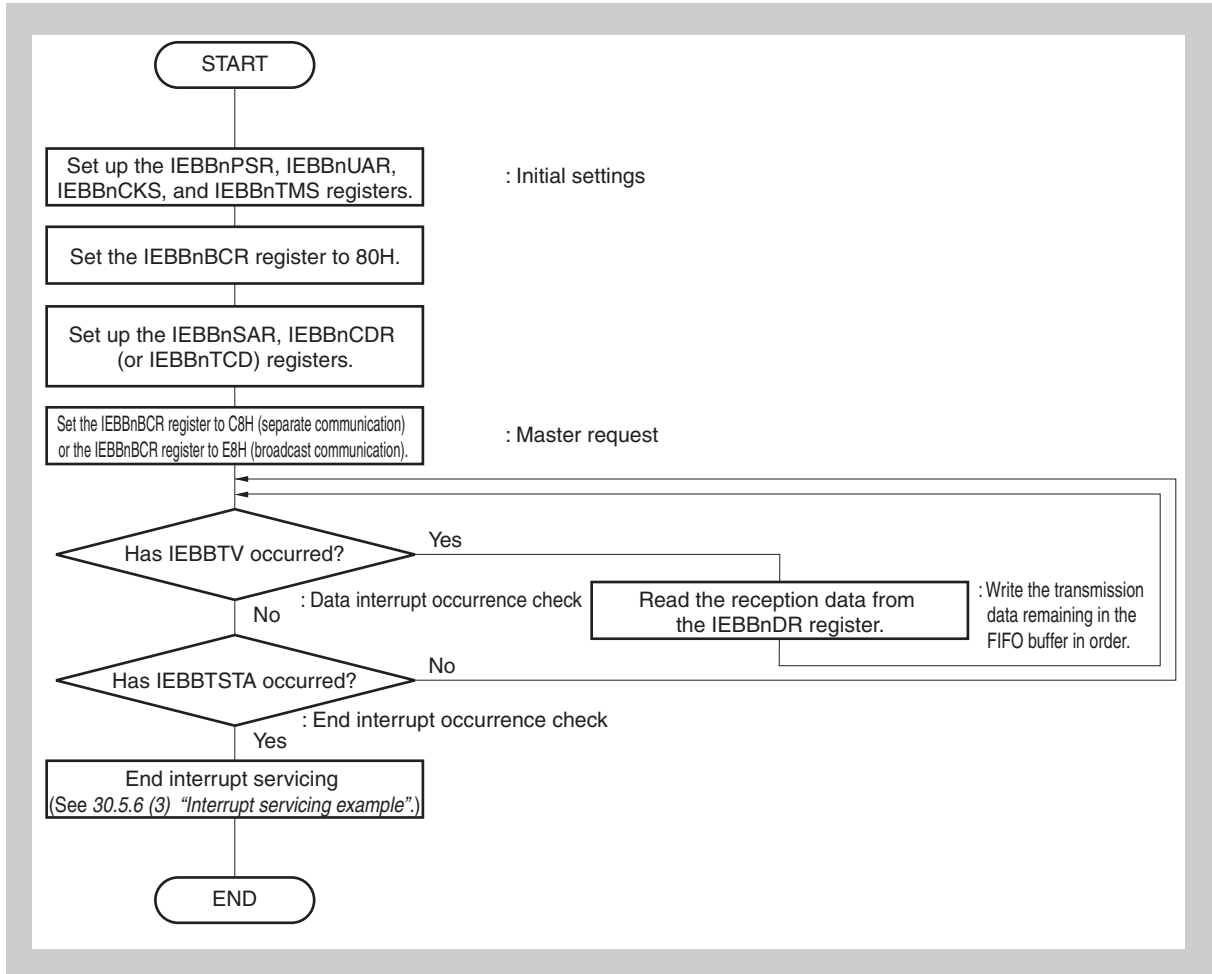 START
Set up the IEBBnPSR, IEBBnUAR,
IEBBnCKS, and IEBBnTMS registers.
: Initial settings
Set the IEBBnBCR register to 80H.
Set up the IEBBnSAR, IEBBnCDR
(or IEBBnTCD) registers.
Set the IEBBnBCR register to C8H (separate communication)
or the IEBBnBCR register to E8H (broadcast communication).
: Master request
Has IEBBTV occurred?
Yes
No
: Data interrupt occurrence check
Read the reception data from
the IEBBnDR register.
: Write the transmission
data remaining in the
FIFO buffer in order.
Has IEBBTSTA occurred?
No
: End interrupt occurrence check
Yes
End interrupt servicing
(See 30.5.6 (3) “Interrupt servicing example”.)
END